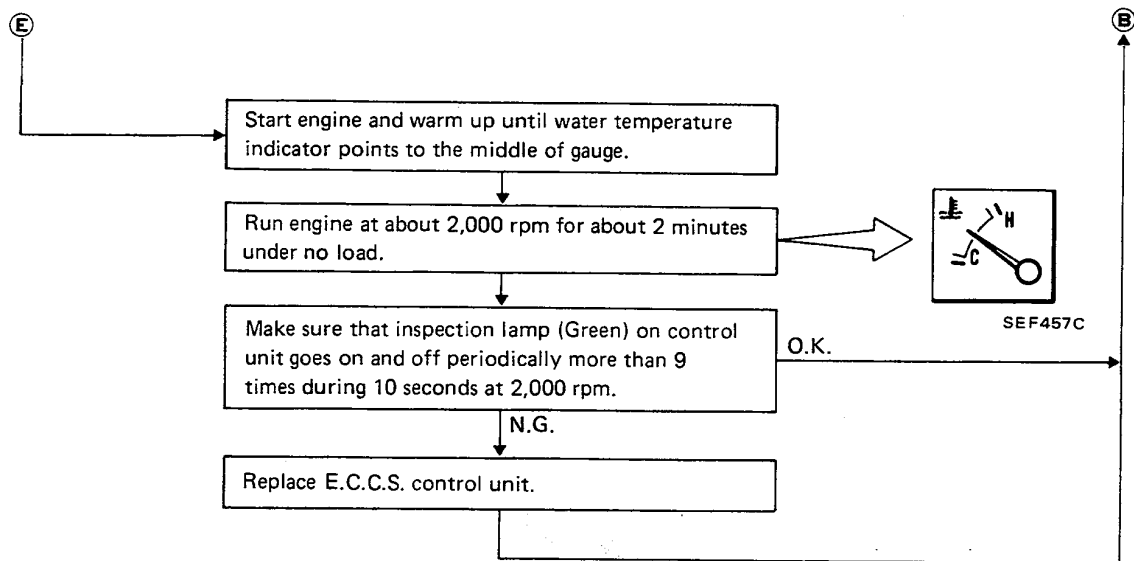 E
B
Start engine and warm up until water temperature
indicator points to the middle of gauge.
Run engine at about 2,000 rpm for about 2 minutes
under no load.
H
C
SEF457C
Make sure that inspection lamp (Green) on control
unit goes on and off periodically more than 9
times during 10 seconds at 2,000 rpm.
O.K.
N.G.
Replace E.C.C.S. control unit.